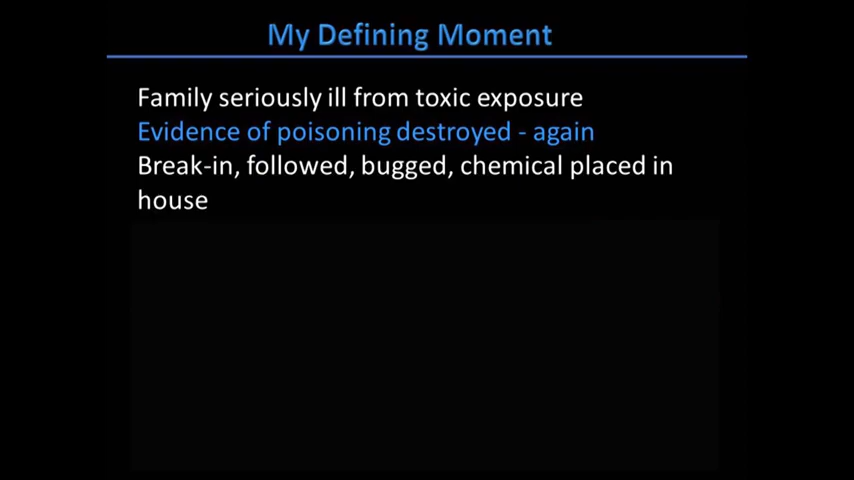 My Defining Moment
Family seriously ill from toxic exposure
Evidence of poisoning destroyed - again
Break-in, followed, bugged, chemical placed in
house